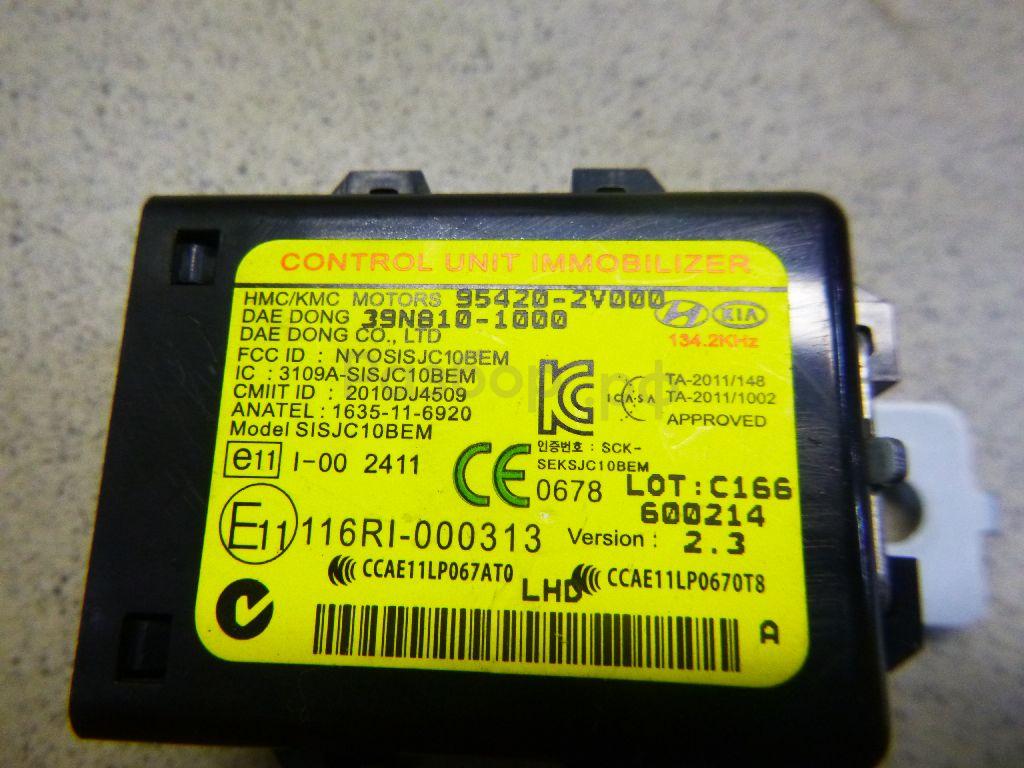 CONTROL UNIT IMMOBILIZER
HMC/KMC MOTORS 95420-2V000
KIA
DAE DONG 39N810-1000
DAE DONG CO., LTD
134.2KHz
FCC ID : NYOSISJC10BEM
IC : 3109A-SISJC10BEM
CMIIT ID : 2010DJ4509
ANATEL : 1635-11-6920
Model SISJC10BEM
ICASA
TA-2011/148
TA-2011/1002
APPROVED
인증번호 : SCK-
SEKSJC10BEM
e11 I-00 2411
CE 0678
LOT:C166
600214
E11 116RI-000313
Version : 2.3
CCAE11LP067AT0
LHD
CCAE11LP0670T8
A